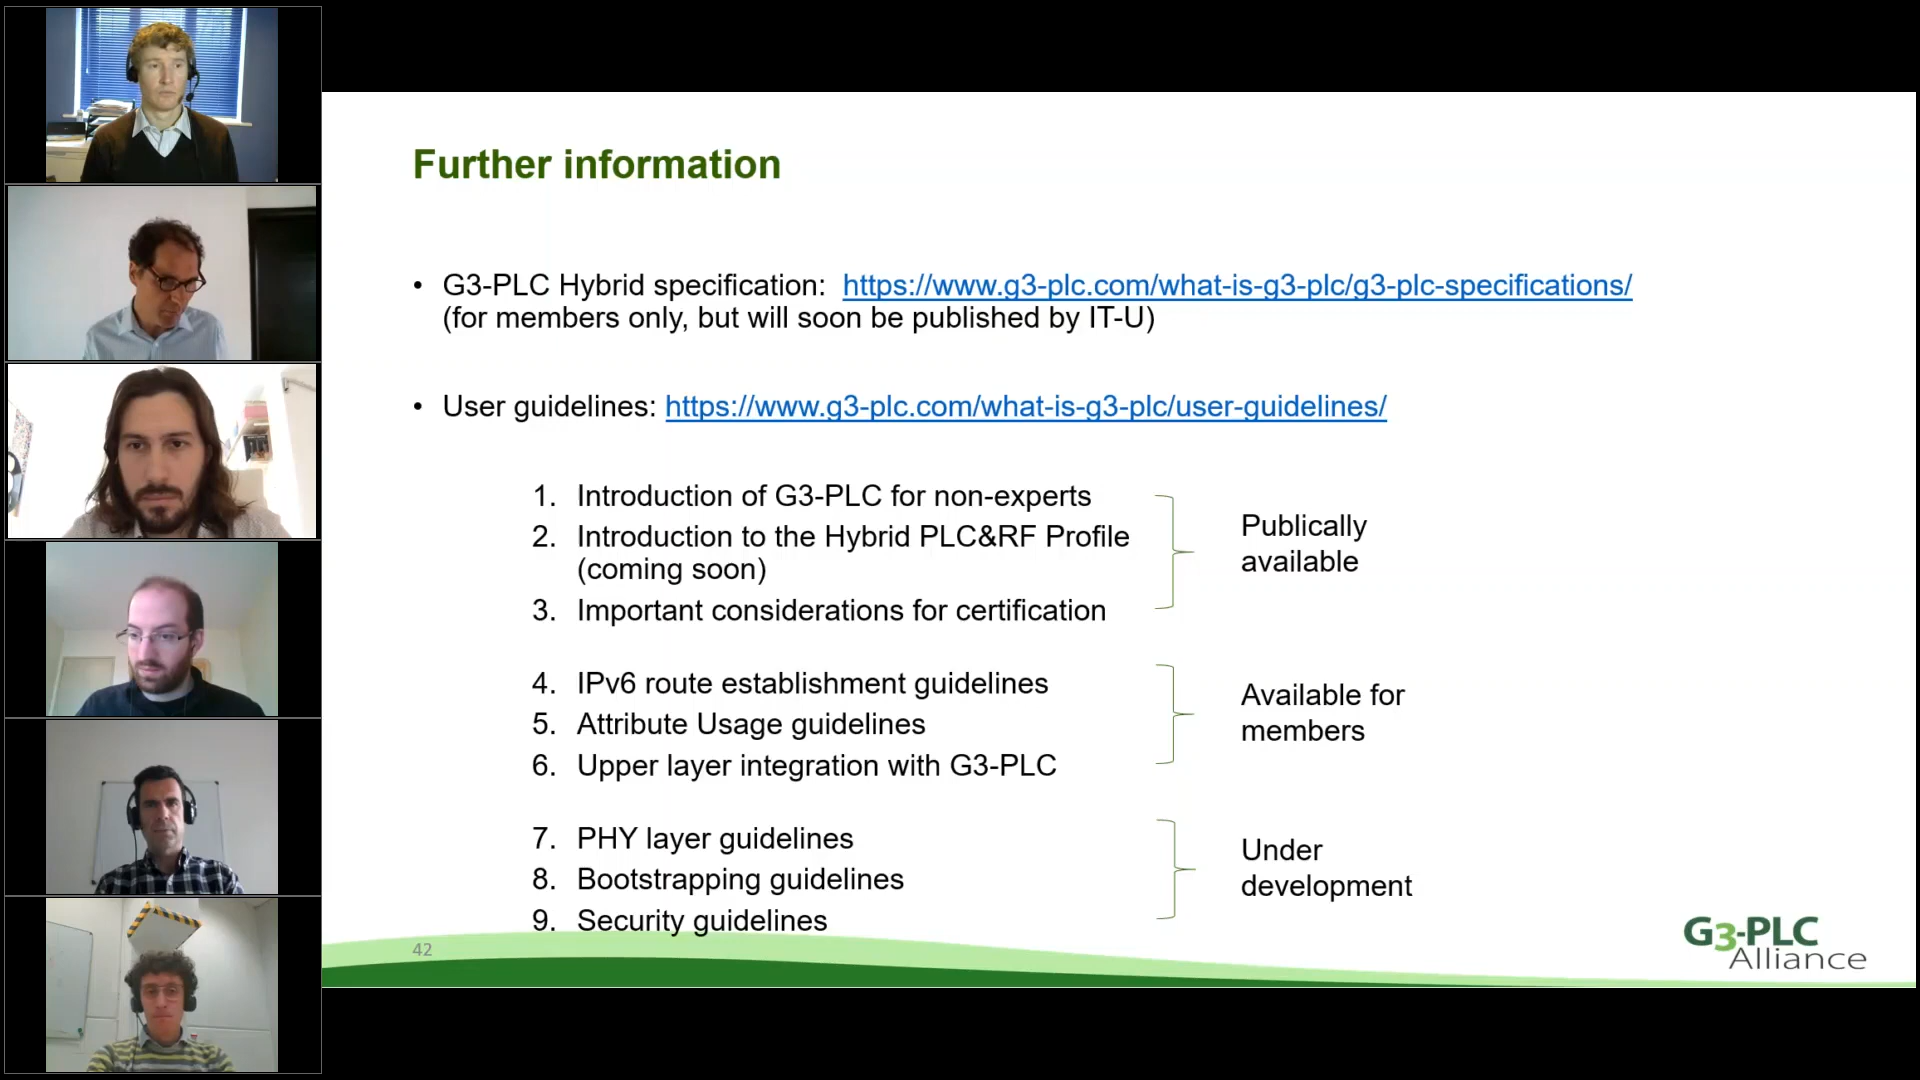 Further information
• G3-PLC Hybrid specification: https://www.g3-plc.com/what-is-g3-plc/g3-plc-specifications/
(for members only, but will soon be published by IT-U)
• User guidelines: https://www.g3-plc.com/what-is-g3-plc/user-guidelines/
1. Introduction of G3-PLC for non-experts
2. Introduction to the Hybrid PLC&RF Profile
(coming soon)
3. Important considerations for certification
Publically
available
4. IPv6 route establishment guidelines
5. Attribute Usage guidelines
6. Upper layer integration with G3-PLC
Available for
members
7. PHY layer guidelines
8. Bootstrapping guidelines
9. Security guidelines
Under
development
42
G3-PLC
Alliance